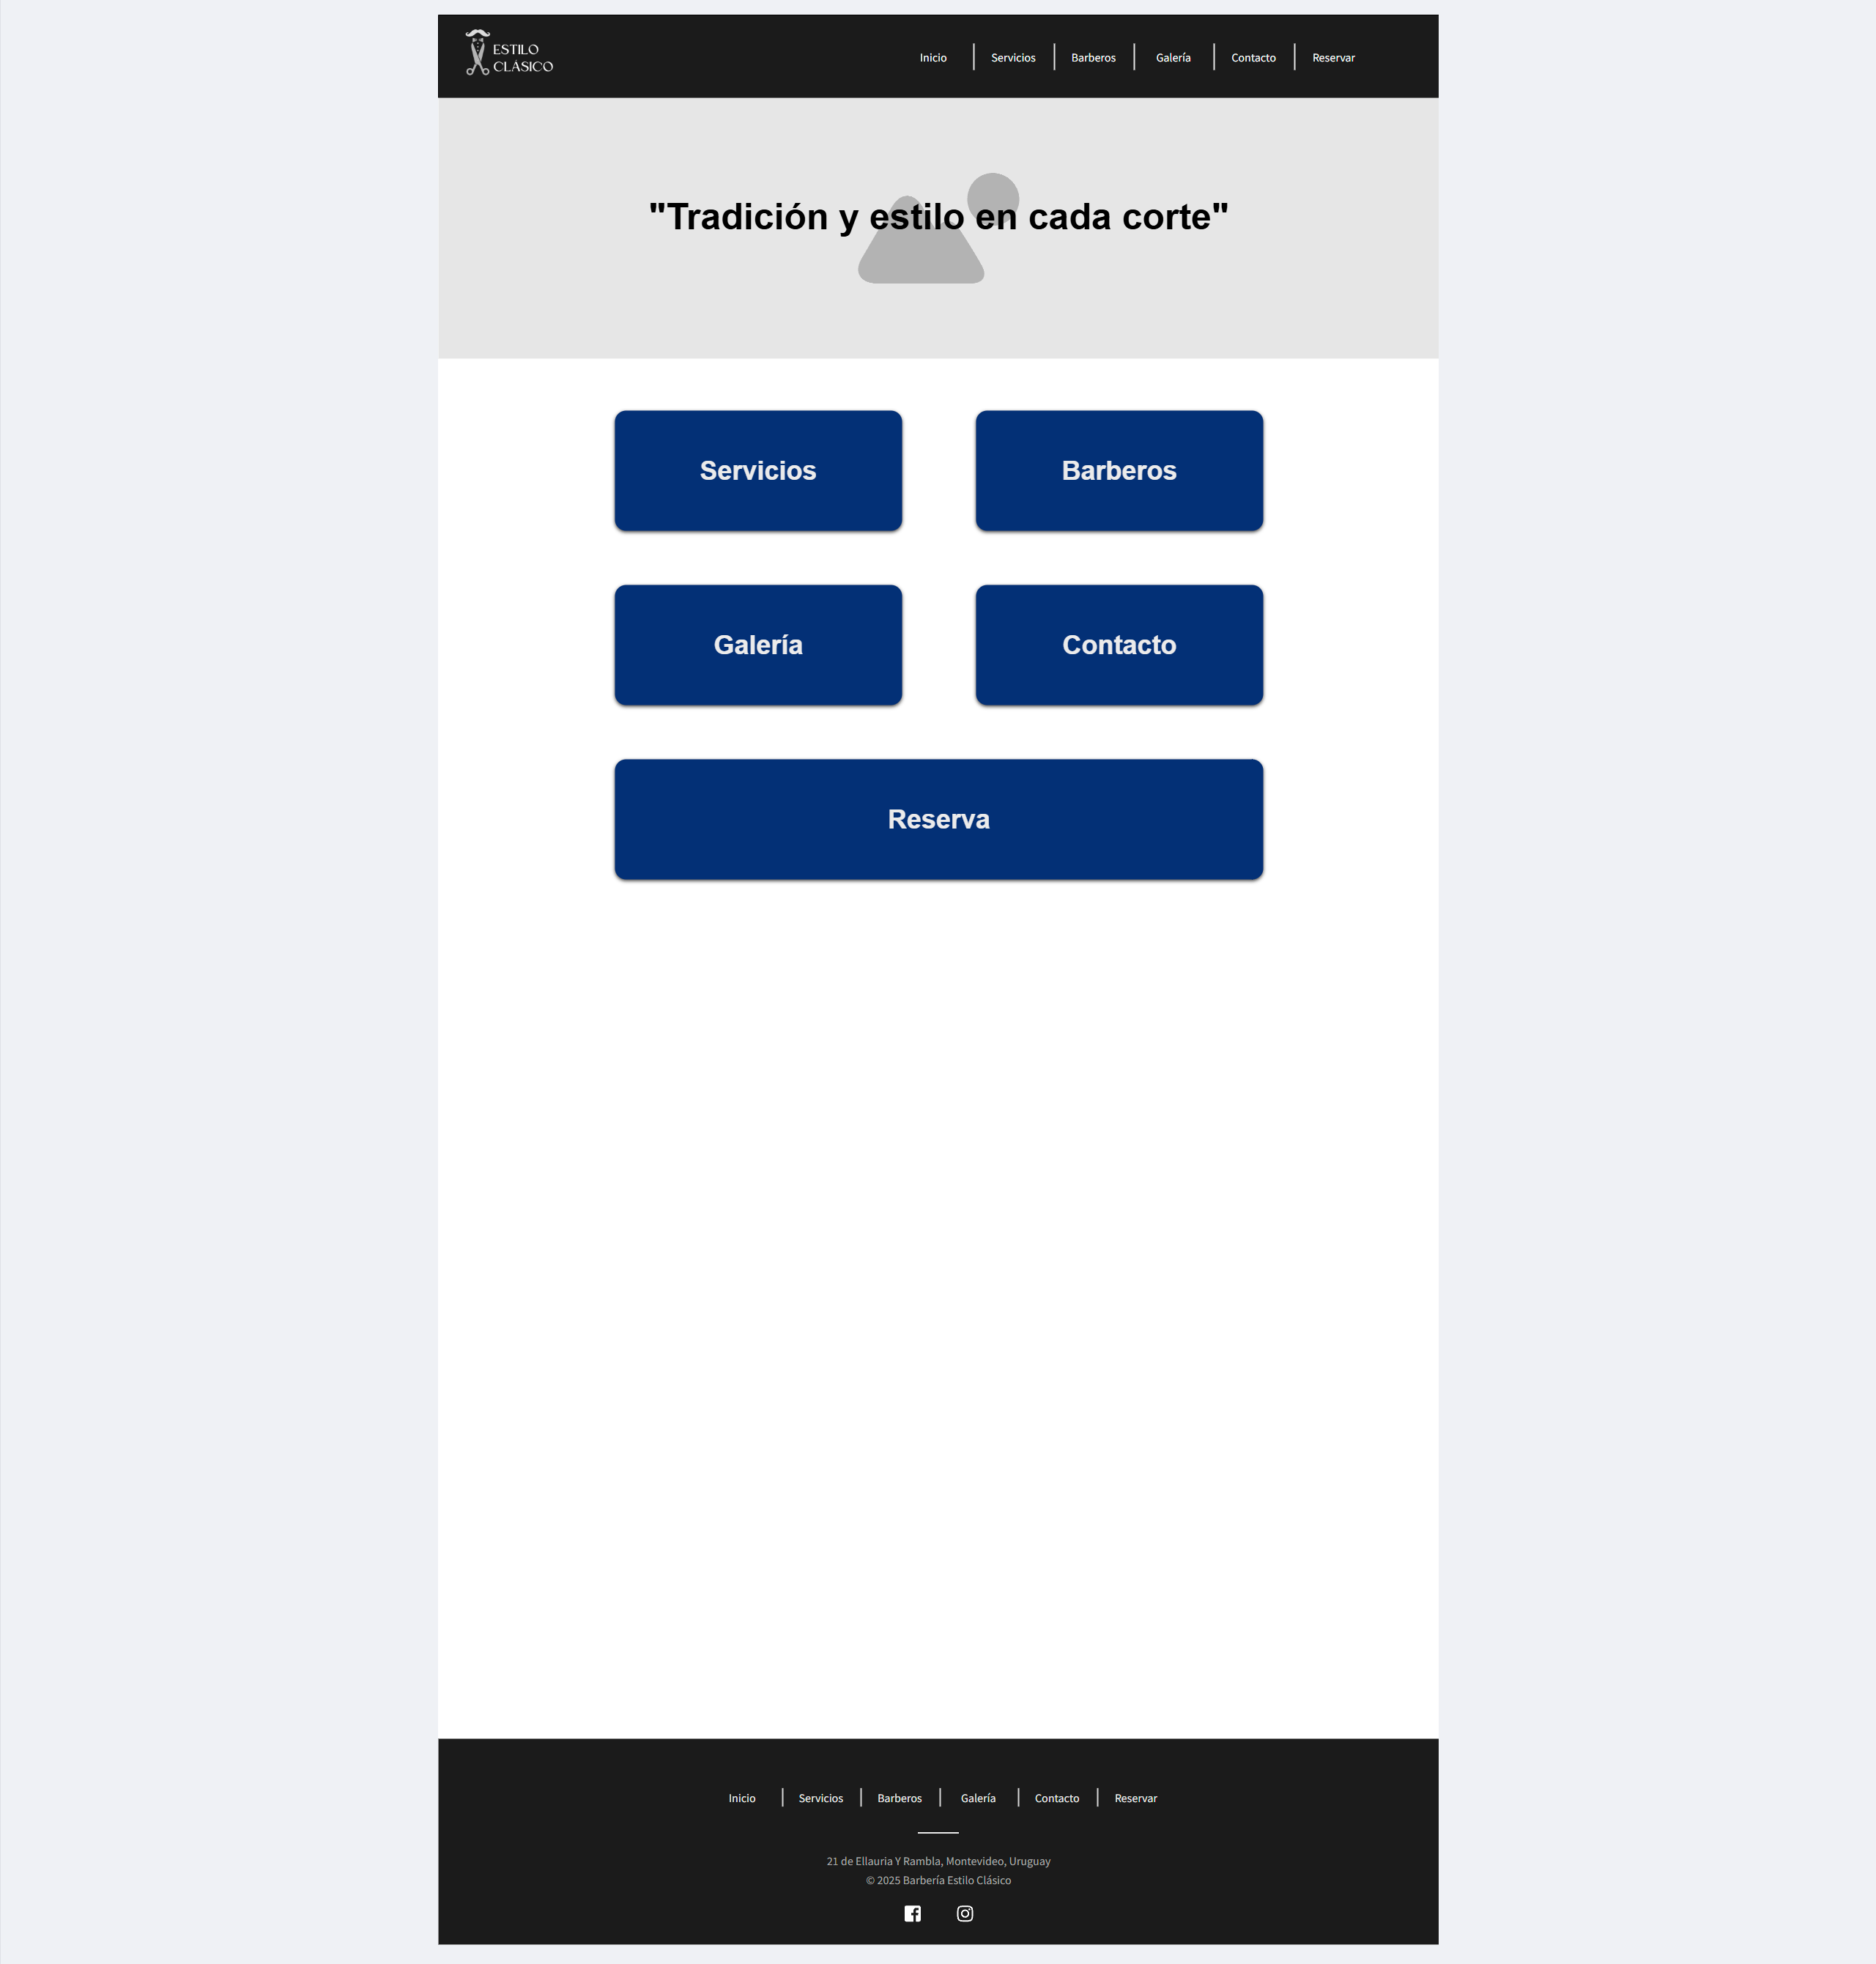 ESTILO
CLÁSICO
Inicio
Servicios
Barberos
Galería
Contacto
Reservar
"Tradición y estilo en cada corte"
Servicios
Barberos
Galería
Contacto
Reserva
Inicio
Servicios
Barberos
Galería
Contacto
Reservar
21 de Ellauria Y Rambla, Montevideo, Uruguay
© 2025 Barbería Estilo Clásico